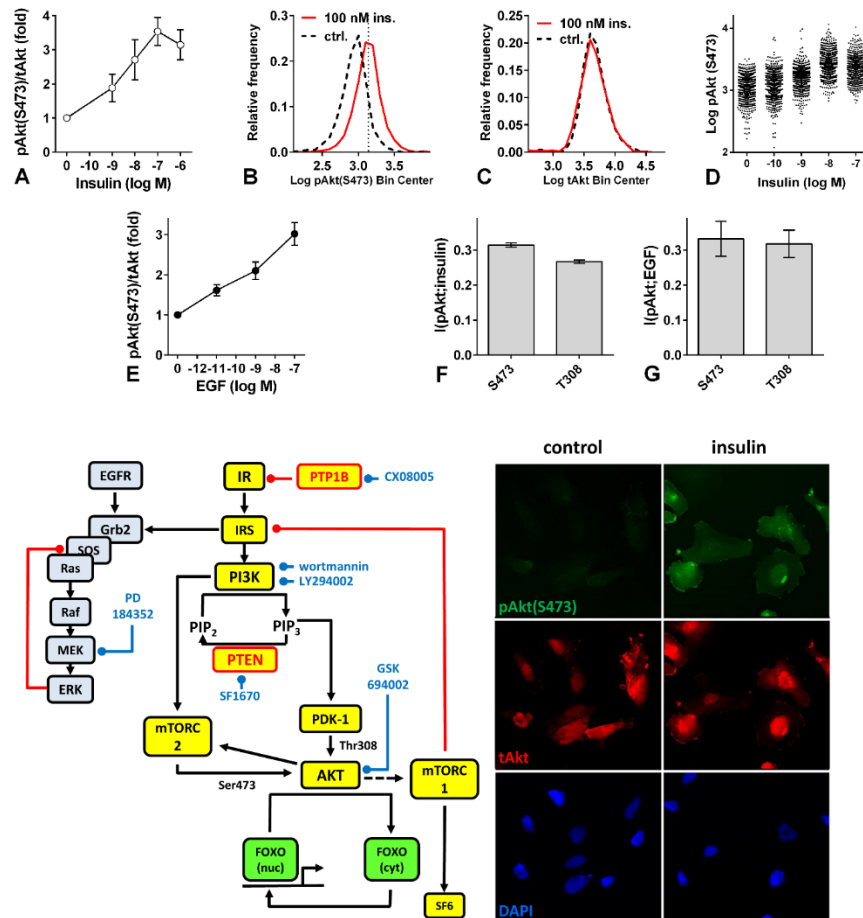 pAkt(S473)/tAkt (fold)
4
3
2
1
0 -10 -9 -8 -7 -6
Insulin (log M)
A
Relative frequency
0.3
0.2
0.1
0.0
100 nM ins.
ctrl.
2.5 3.0 3.5
Log pAkt(S473) Bin Center
B
Relative frequency
0.25
0.20
0.15
0.10
0.05
0.00
100 nM ins.
ctrl.
3.0 3.5 4.0 4.5
Log tAkt Bin Center
C
Log pAkt (S473)
4
3
2
0 -10 -9 -8 -7
Insulin (log M)
D
pAkt(S473)/tAkt (fold)
3
2
1
0 -12 -11 -10 -9 -8 -7
EGF (log M)
E
I(pAkt;insulin)
0.3
0.2
0.1
0.0
S473
T308
F
I(pAkt;EGF)
0.3
0.2
0.1
0.0
S473
T308
G
EGFR
IR
PTP1B
CX08005
Grb2
SOS
IRS
Ras
PI3K
wortmannin
LY294002
Raf
PD
184352
PIP2
PIP3
MEK
PTEN
SF1670
GSK
694002
ERK
PDK-1
mTORC
2
Thr308
AKT
mTORC
1
Ser473
FOXO
(nuc)
FOXO
(cyt)
SF6
control
insulin
pAkt(S473)
tAkt
DAPI